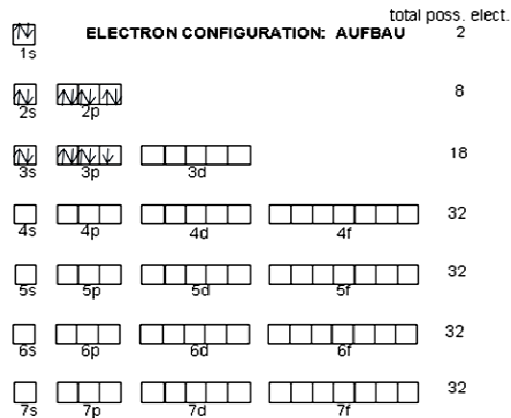 total poss. elect.
ELECTRON CONFIGURATION: AUFBAU 2
1s
8
2s 2p
18
3s 3p 3d
32
4s 4p 4d 4f
32
5s 5p 5d 5f
32
6s 6p 6d 6f
32
7s 7p 7d 7f